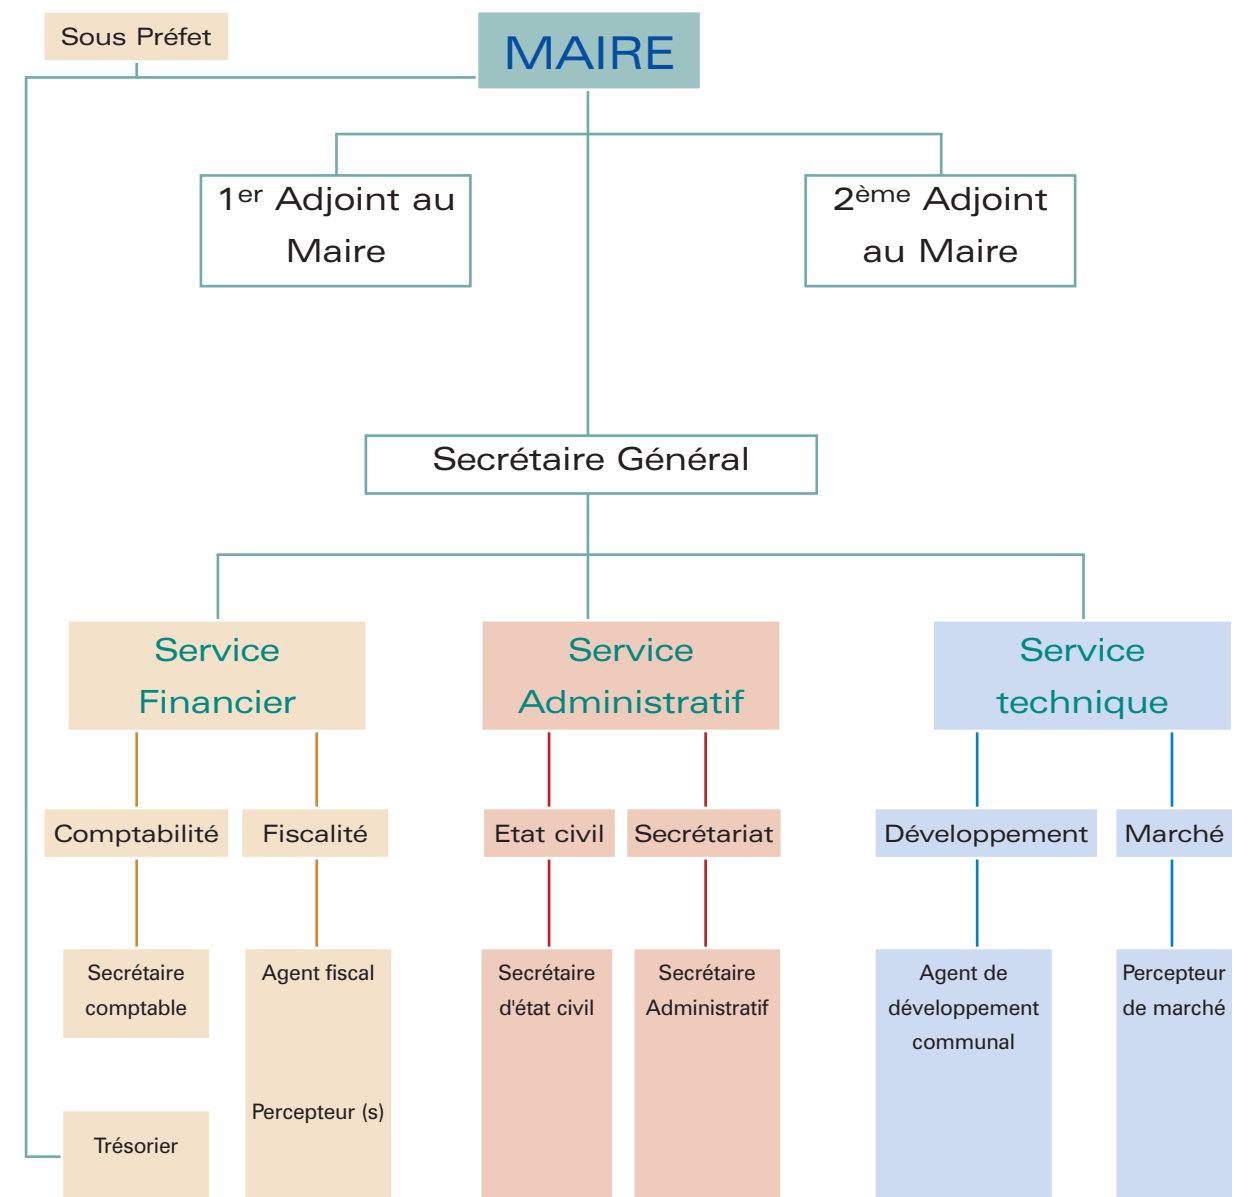 Sous Préfet
MAIRE
1er Adjoint au
Maire
2ème Adjoint
au Maire
Secrétaire Général
Service
Financier
Service
Administratif
Service
technique
Comptabilité
Fiscalité
Etat civil
Secrétariat
Développement
Marché
Secrétaire
comptable
Agent fiscal
Percepteur (s)
Secrétaire
d'état civil
Secrétaire
Administratif
Agent de
développement
communal
Percepteur
de marché
Trésorier